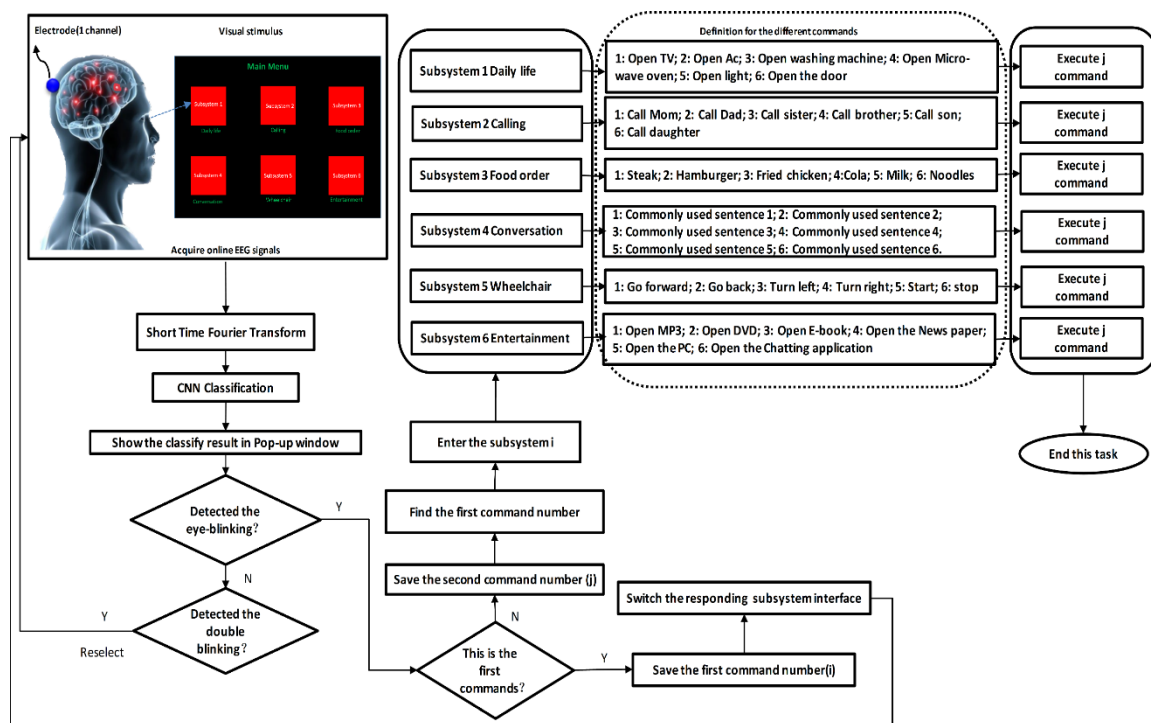 Electrode(1 channel)
Visual stimulus
Main Menu
Subsystem 1
Subsystem 2
Subsystem 3
Daily life
Calling
Food order
Subsystem 4
Subsystem 5
Subsystem 6
Conversation
Wheelchair
Entertainment
Acquire online EEG signals
Short Time Fourier Transform
CNN Classification
Show the classify result in Pop-up window
Detected the
eye-blinking?
Y
N
Detected the
double
blinking?
Y
Reselect
This is the
first
commands?
N
Y
Save the second command number (j)
Find the first command number
Enter the subsystem i
Save the first command number(i)
Switch the responding subsystem interface
Definition for the different commands
Subsystem 1 Daily life
1: Open TV; 2: Open Ac; 3: Open washing machine; 4: Open Micro-
wave oven; 5: Open light; 6: Open the door
Execute j
command
Subsystem 2 Calling
1: Call Mom; 2: Call Dad; 3: Call sister; 4: Call brother; 5: Call son;
6: Call daughter
Execute j
command
Subsystem 3 Food order
1: Steak; 2: Hamburger; 3: Fried chicken; 4:Cola; 5: Milk; 6: Noodles
Execute j
command
Subsystem 4 Conversation
1: Commonly used sentence 1; 2: Commonly used sentence 2;
3: Commonly used sentence 3; 4: Commonly used sentence 4;
5: Commonly used sentence 5; 6: Commonly used sentence 6.
Execute j
command
Subsystem 5 Wheelchair
1: Go forward; 2: Go back; 3: Turn left; 4: Turn right; 5: Start; 6: stop
Execute j
command
Subsystem 6 Entertainment
1: Open MP3; 2: Open DVD; 3: Open E-book; 4: Open the News paper;
5: Open the PC; 6: Open the Chatting application
Execute j
command
End this task